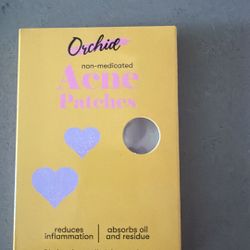 Orchid
non-medicated
Acne
Patches
reduces
inflammation
absorbs oil
and residue